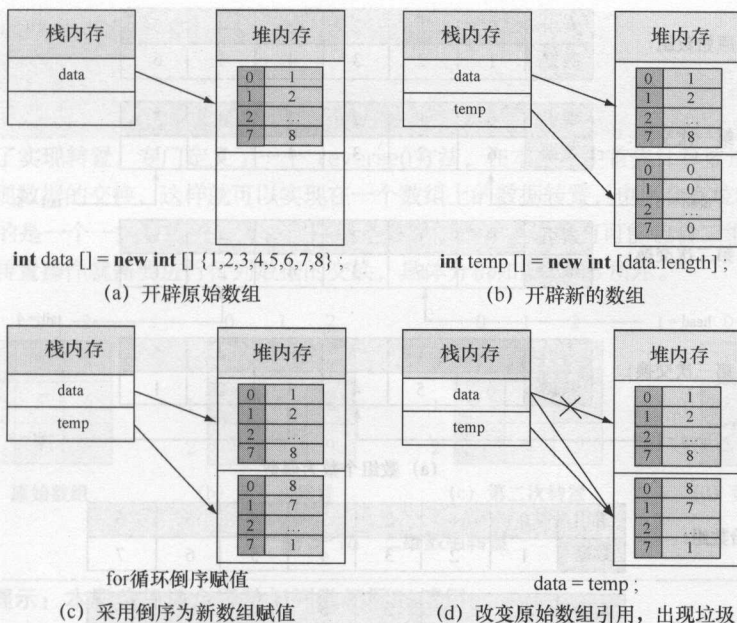 栈内存
堆内存
data
0 1
1 2
2 ...
7 8
int data [] = new int [] {1,2,3,4,5,6,7,8} ;
(a) 开辟原始数组
栈内存
堆内存
data
temp
0 1
1 2
2 ...
7 8
0 0
1 0
2 ...
7 0
int temp [] = new int [data.length] ;
(b) 开辟新的数组
栈内存
堆内存
data
temp
0 1
1 2
2 ...
7 8
0 8
1 7
2 ...
7 1
for循环倒序赋值
(c) 采用倒序为新数组赋值
栈内存
堆内存
data
temp
0 1
1 2
2 ...
7 8
0 8
1 7
2
7 1
data = temp ;
(d) 改变原始数组引用，出现垃圾